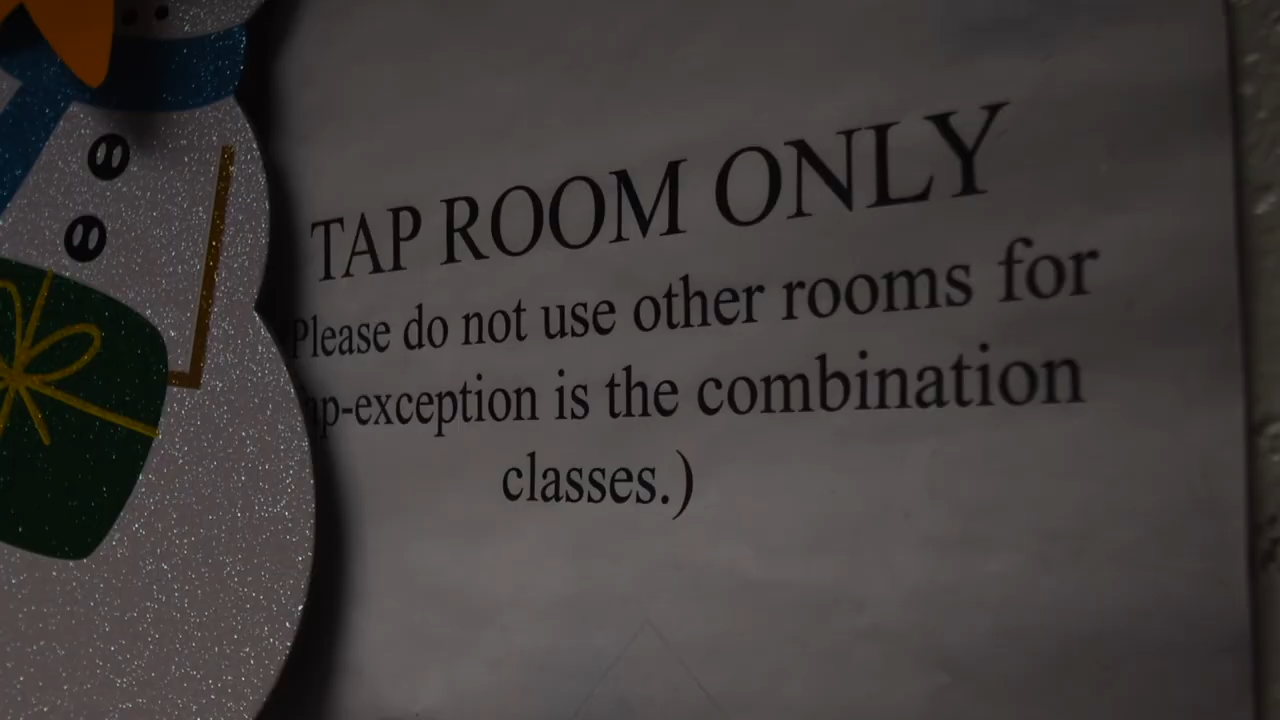 TAP ROOM ONLY
Please do not use other rooms for
ap-exception is the combination
classes.)